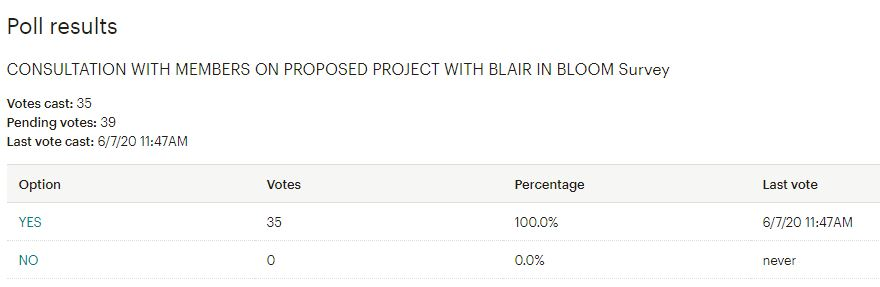 Poll results
CONSULTATION WITH MEMBERS ON PROPOSED PROJECT WITH BLAIR IN BLOOM Survey
Votes cast: 35
Pending votes: 39
Last vote cast: 6/7/20 11:47AM
Option Votes Percentage Last vote
YES 35 100.0% 6/7/20 11:47AM
NO 0 0.0% never